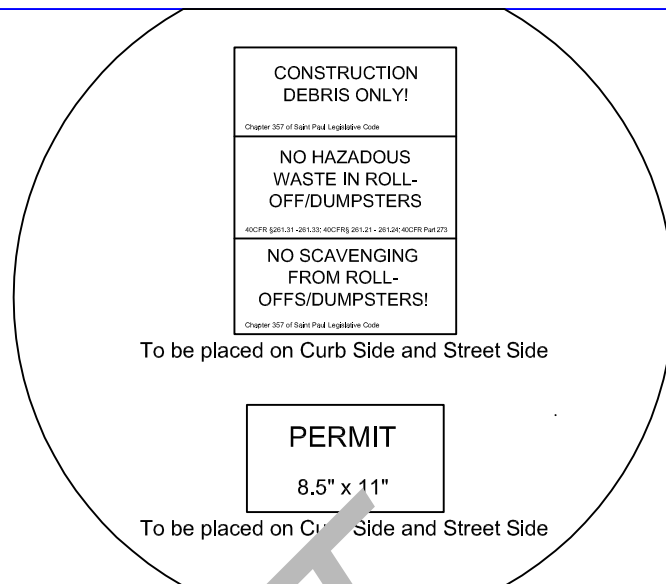 CONSTRUCTION
DEBRIS ONLY!
Chapter 357 of Saint Paul Legislative Code
NO HAZADOUS
WASTE IN ROLL-
OFF/DUMPSTERS
40CFR §261.31 -261.33; 40CFR§ 261.21 - 261.24; 40CFR Part 273
NO SCAVENGING
FROM ROLL-
OFFS/DUMPSTERS!
Chapter 357 of Saint Paul Legislative Code
To be placed on Curb Side and Street Side
PERMIT
8.5" x 11"
To be placed on Curb Side and Street Side